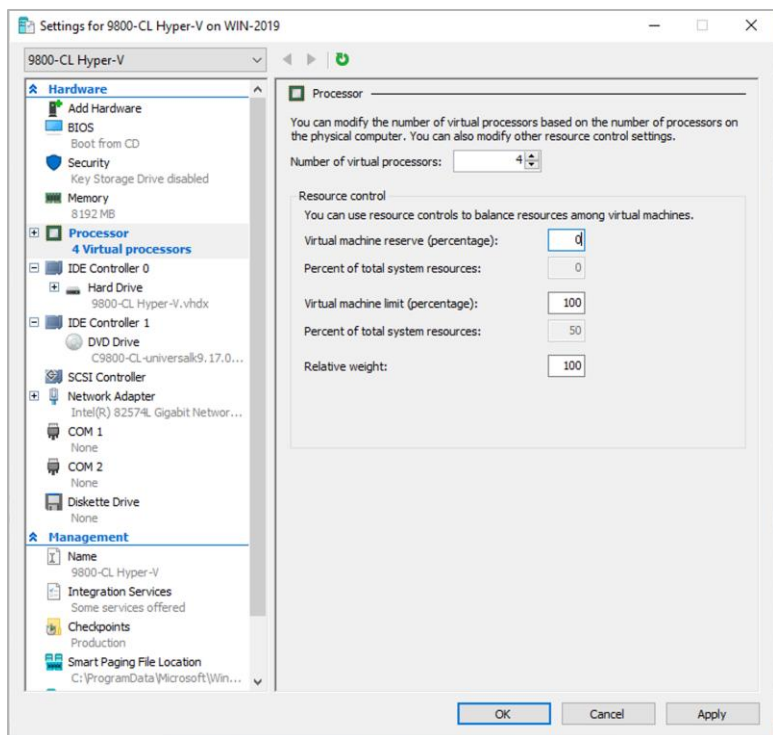 Settings for 9800-CL Hyper-V on WIN-2019
9800-CL Hyper-V
Hardware
Add Hardware
BIOS
Boot from CD
Security
Key Storage Drive disabled
Memory
8192 MB
Processor
4 Virtual processors
IDE Controller 0
Hard Drive
9800-CL Hyper-V.vhdx
IDE Controller 1
DVD Drive
C9800-CL-universalk9.17.0...
SCSI Controller
Network Adapter
Intel(R) 82574L Gigabit Networ...
COM 1
None
COM 2
None
Diskette Drive
None
Management
Name
9800-CL Hyper-V
Integration Services
Some services offered
Checkpoints
Production
Smart Paging File Location
C:\ProgramData\Microsoft\Win...
Processor
You can modify the number of virtual processors based on the number of processors on
the physical computer. You can also modify other resource control settings.
Number of virtual processors: 4
Resource control
You can use resource controls to balance resources among virtual machines.
Virtual machine reserve (percentage): 0
Percent of total system resources: 0
Virtual machine limit (percentage): 100
Percent of total system resources: 50
Relative weight: 100
OK Cancel Apply